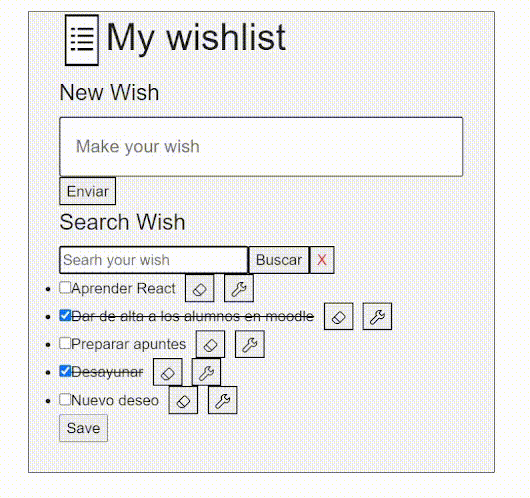 My wishlist
New Wish
Make your wish
Enviar
Search Wish
Searh your wish Buscar X
Aprender React
Dar de alta a los alumnos en moodle
Preparar apuntes
Desayunar
Nuevo deseo
Save